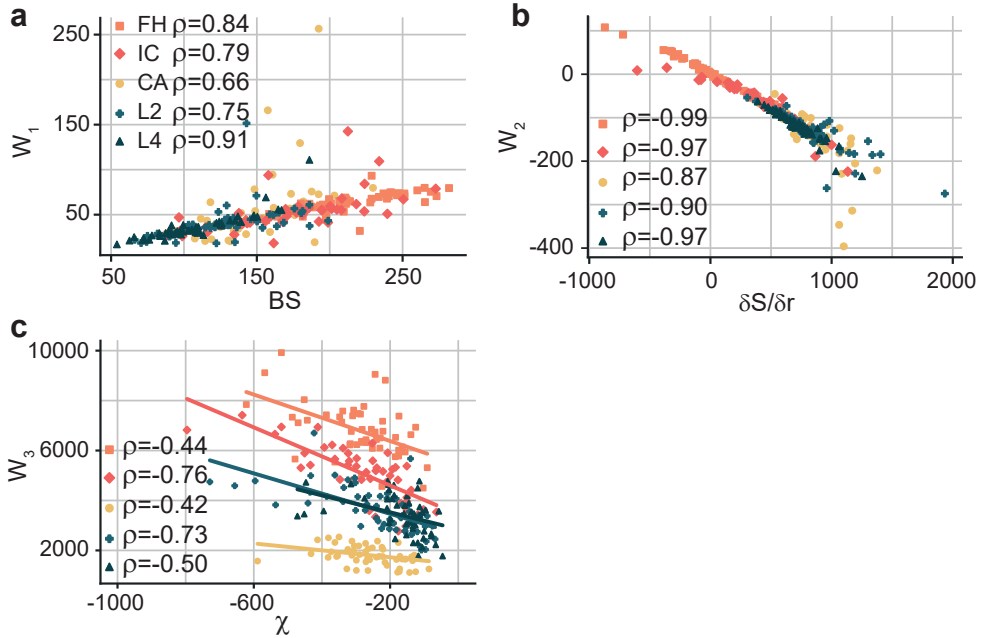 a
FH ρ=0.84
IC ρ=0.79
CA ρ=0.66
L2 ρ=0.75
L4 ρ=0.91
250
150
50
W_1
50
150
250
BS
b
0
-200
-400
W_2
ρ=-0.99
ρ=-0.97
ρ=-0.87
ρ=-0.90
ρ=-0.97
-1000
0
1000
2000
δS/δr
c
10000
6000
2000
W_3
ρ=-0.44
ρ=-0.76
ρ=-0.42
ρ=-0.73
ρ=-0.50
-1000
-600
-200
χ